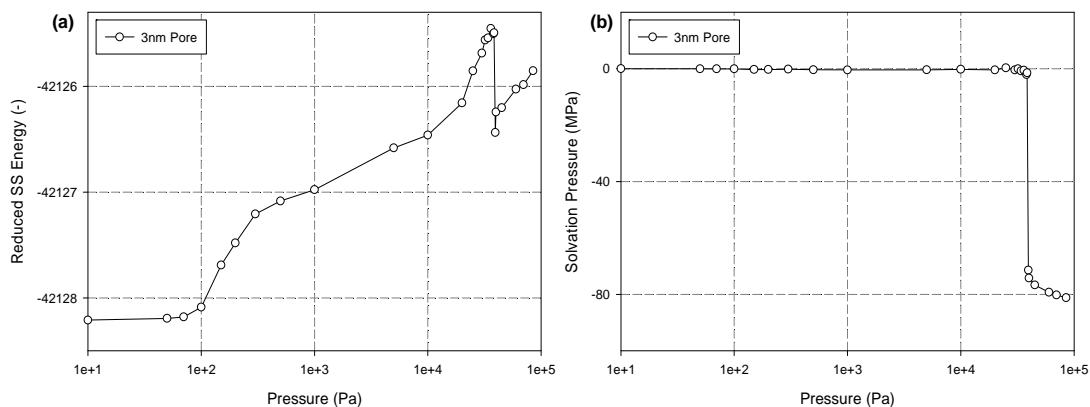 (a)
3nm Pore
Reduced SS Energy (-)
-42126
-42127
-42128
1e+1 1e+2 1e+3 1e+4 1e+5
Pressure (Pa)
(b)
3nm Pore
Solvation Pressure (MPa)
0
-40
-80
1e+1 1e+2 1e+3 1e+4 1e+5
Pressure (Pa)